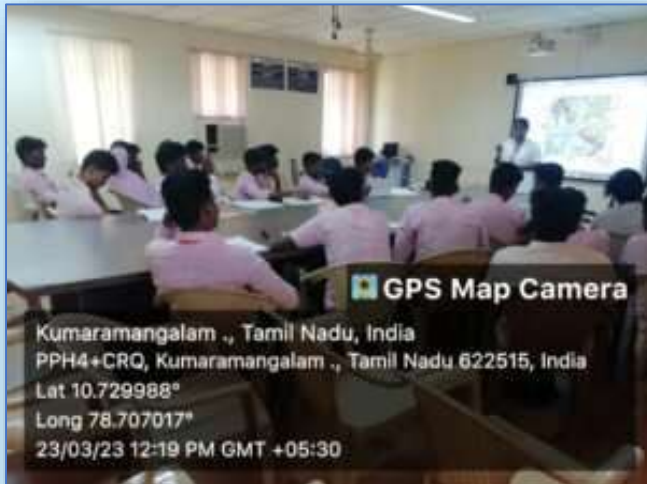 GPS Map Camera
Kumaramangalam ., Tamil Nadu, India
PPH4+CRQ, Kumaramangalam ., Tamil Nadu 622515, India
Lat 10.729988°
Long 78.707017°
23/03/23 12:19 PM GMT +05:30